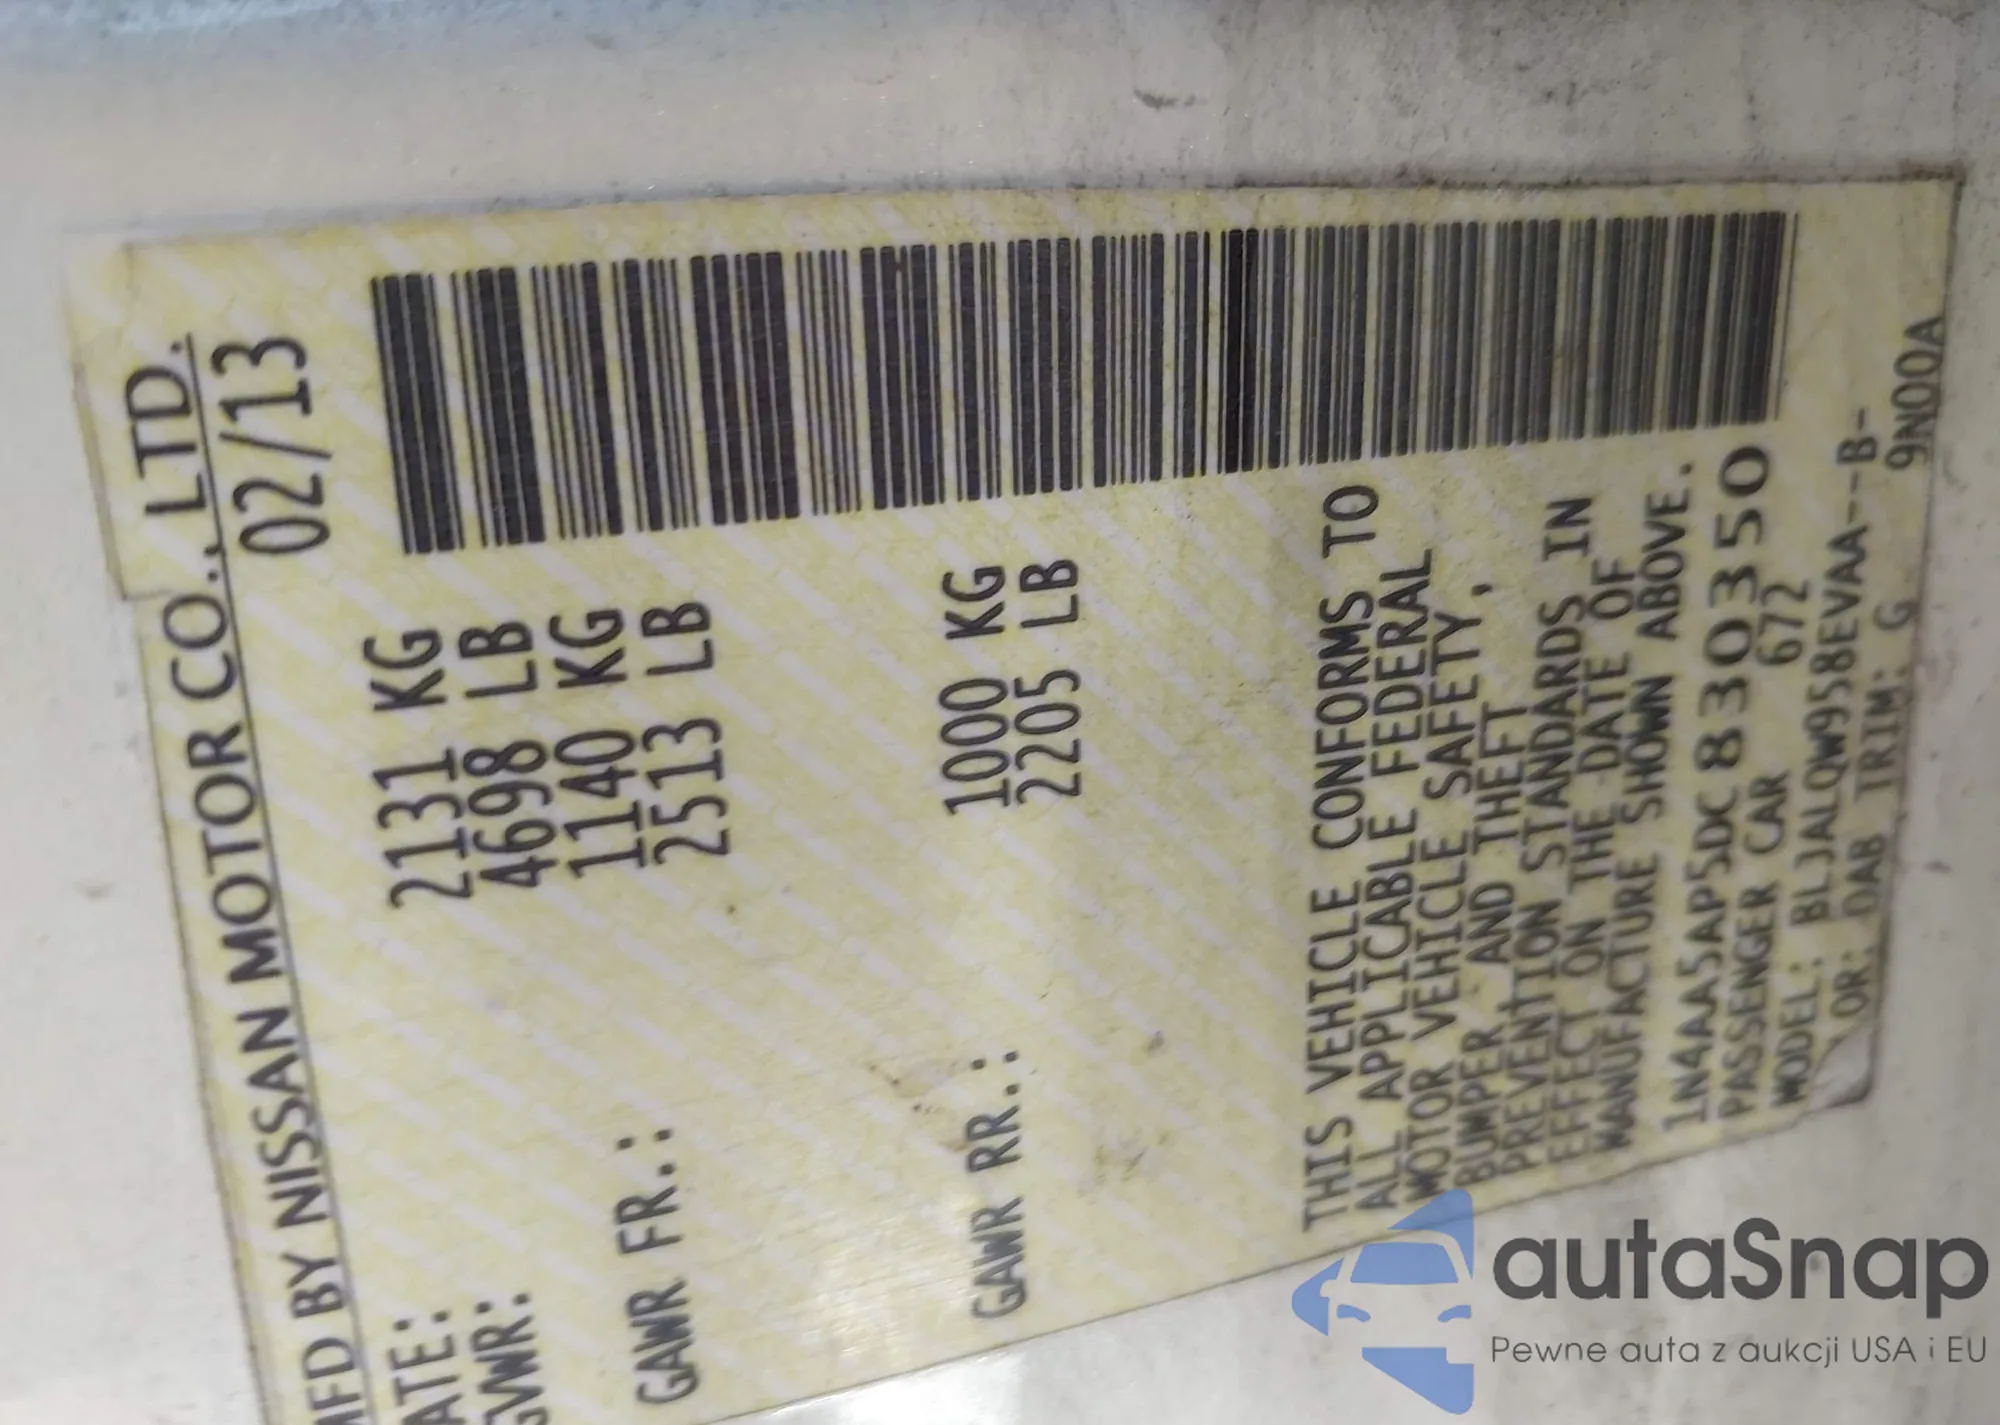 MFD BY NISSAN MOTOR CO., LTD.
ATE: 02/13
GVWR: 2131 KG
4698 LB
GAWR FR.: 1140 KG
2513 LB
GAWR RR.: 1000 KG
2205 LB
THIS VEHICLE CONFORMS TO
ALL APPLICABLE FEDERAL
MOTOR VEHICLE SAFETY,
BUMPER AND THEFT
PREVENTION STANDARDS IN
EFFECT ON THE DATE OF
MANUFACTURE SHOWN ABOVE.
1N4AA5AP5DC830350
PASSENGER CAR 672
MODEL: BLJALQW958EVAA--B-
LOR: DAB TRIM: G 9N00A
autaSnap
Pewne auta z aukcji USA i EU